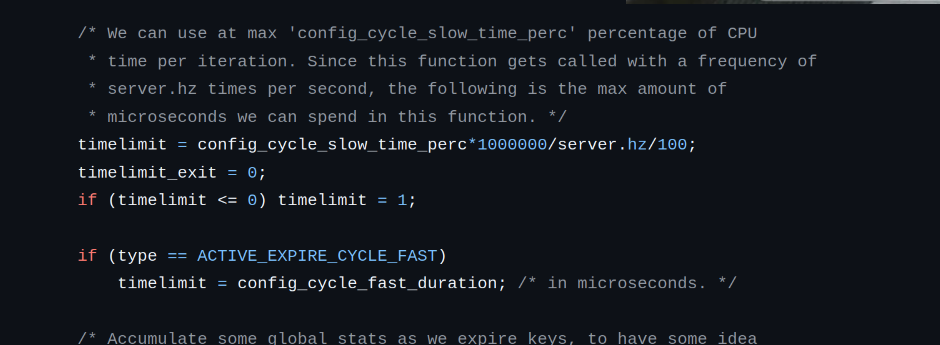 /* We can use at max 'config_cycle_slow_time_perc' percentage of CPU
* time per iteration. Since this function gets called with a frequency of
* server.hz times per second, the following is the max amount of
* microseconds we can spend in this function. */
timelimit = config_cycle_slow_time_perc*1000000/server.hz/100;
timelimit_exit = 0;
if (timelimit <= 0) timelimit = 1;
if (type == ACTIVE_EXPIRE_CYCLE_FAST)
timelimit = config_cycle_fast_duration; /* in microseconds. */
/* Accumulate some global stats as we expire keys, to have some idea